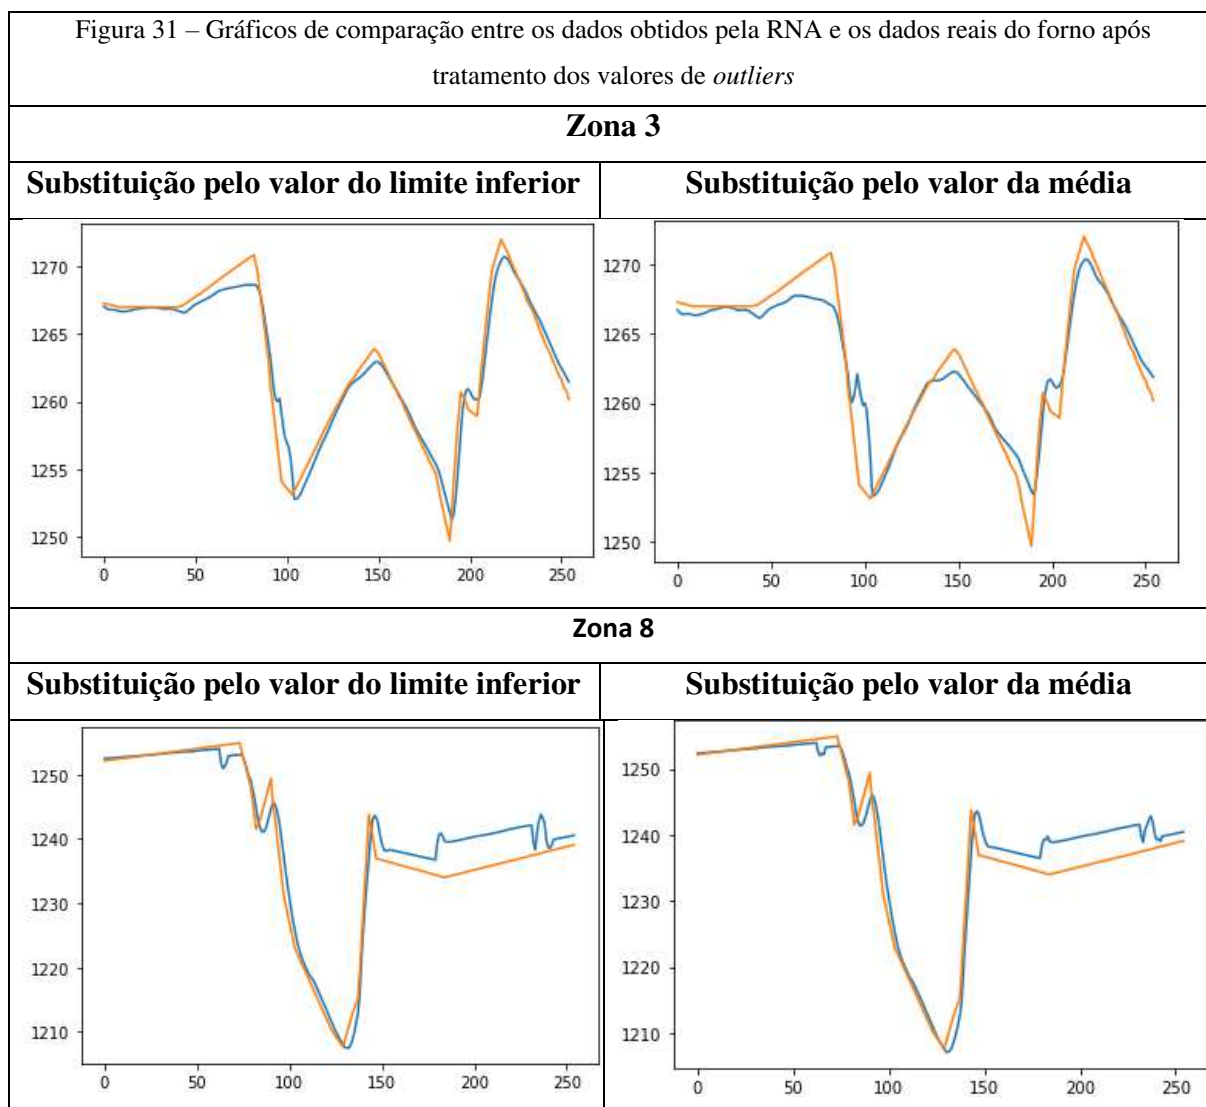 Figura 31 – Gráficos de comparação entre os dados obtidos pela RNA e os dados reais do forno após
tratamento dos valores de outliers
Zona 3
Substituição pelo valor do limite inferior
Substituição pelo valor da média
1270
1265
1260
1255
1250
0 50 100 150 200 250
1270
1265
1260
1255
1250
0 50 100 150 200 250
Zona 8
Substituição pelo valor do limite inferior
Substituição pelo valor da média
1250
1240
1230
1220
1210
0 50 100 150 200 250
1250
1240
1230
1220
1210
0 50 100 150 200 250